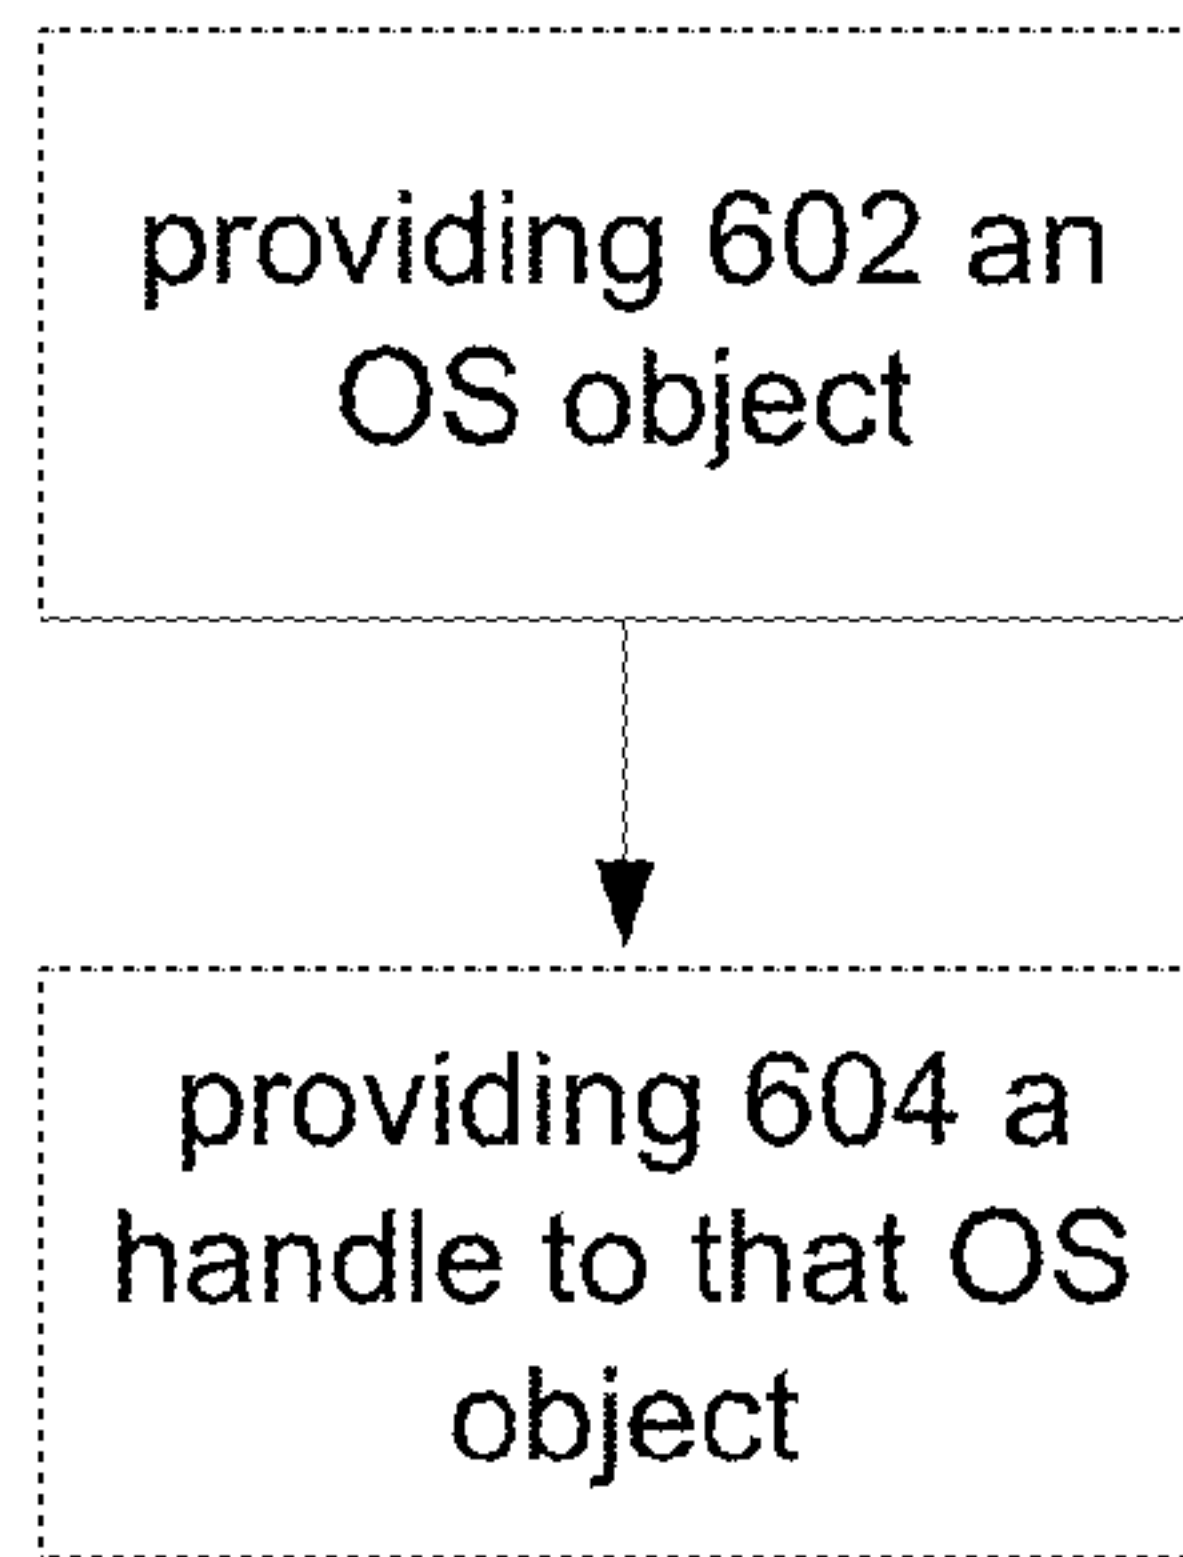 providing 602 an
OS object
providing 604 a
handle to that OS
object